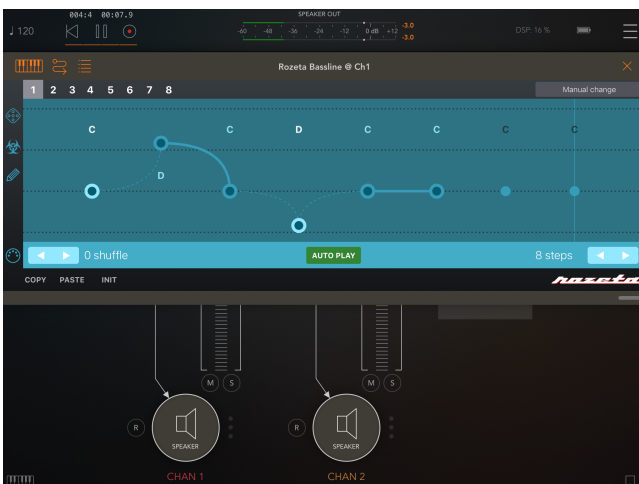 004:4 00:07.9
SPEAKER OUT
120
-60 -48 -36 -24 -12 0 dB +12
-3.0
-3.0
DSP: 16 %
Rozeta Bassline @ Ch1
1 2 3 4 5 6 7 8
Manual change
C C D C C C C
D
0 shuffle
AUTO PLAY
8 steps
COPY PASTE INIT
rozeta
M S M S
R R
SPEAKER SPEAKER
CHAN 1 CHAN 2